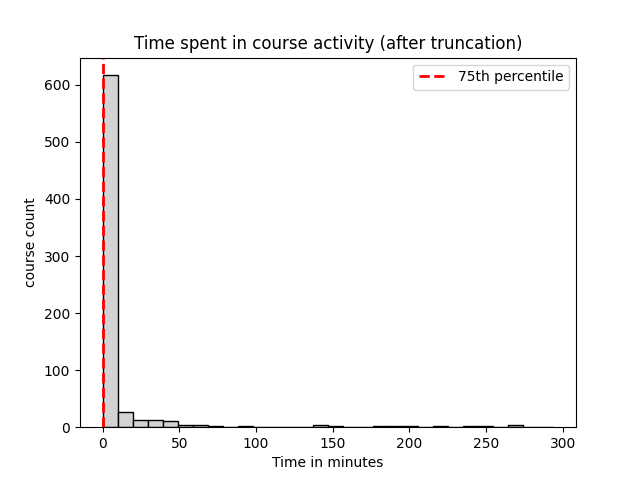 Time spent in course activity (after truncation)
75th percentile
600
500
400
300
200
100
0
course count
0 50 100 150 200 250 300
Time in minutes